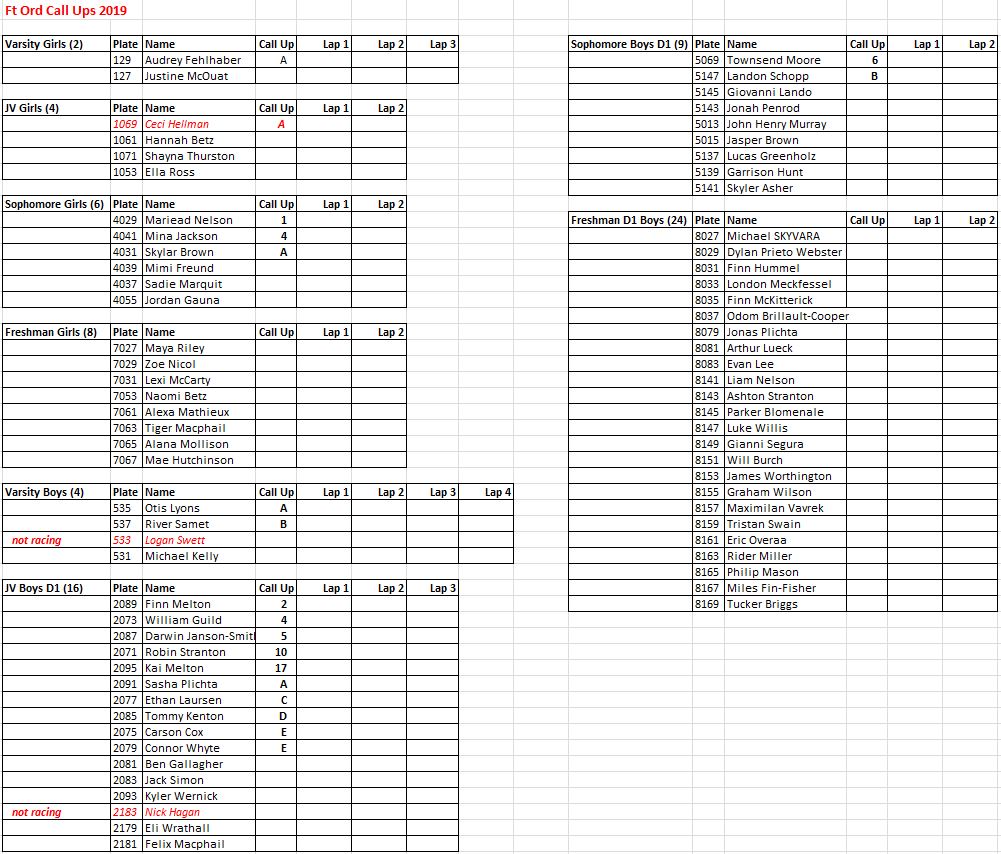 Ft Ord Call Ups 2019
Varsity Girls (2) Plate Name Call Up Lap 1 Lap 2 Lap 3
129 Audrey Fehlhaber A
127 Justine McOuat
JV Girls (4) Plate Name Call Up Lap 1 Lap 2
1069 Ceci Hellman A
1061 Hannah Betz
1071 Shayna Thurston
1053 Ella Ross
Sophomore Girls (6) Plate Name Call Up Lap 1 Lap 2
4029 Mariead Nelson 1
4041 Mina Jackson 4
4031 Skylar Brown A
4039 Mimi Freund
4037 Sadie Marquit
4055 Jordan Gauna
Freshman Girls (8) Plate Name Call Up Lap 1 Lap 2
7027 Maya Riley
7029 Zoe Nicol
7031 Lexi McCarty
7053 Naomi Betz
7061 Alexa Mathieux
7063 Tiger Macphail
7065 Alana Mollison
7067 Mae Hutchinson
Varsity Boys (4) Plate Name Call Up Lap 1 Lap 2 Lap 3 Lap 4
535 Otis Lyons A
537 River Samet B
not racing 533 Logan Swett
531 Michael Kelly
JV Boys D1 (16) Plate Name Call Up Lap 1 Lap 2 Lap 3
2089 Finn Melton 2
2073 William Guild 4
2087 Darwin Janson-Smitl 5
2071 Robin Stranton 10
2095 Kai Melton 17
2091 Sasha Plichta A
2077 Ethan Laursen C
2085 Tommy Kenton D
2075 Carson Cox E
2079 Connor Whyte E
2081 Ben Gallagher
2083 Jack Simon
2093 Kyler Wernick
not racing 2183 Nick Hagan
2179 Eli Wrathall
2181 Felix Macphail
Sophomore Boys D1 (9) Plate Name Call Up Lap 1 Lap 2
5069 Townsend Moore 6
5147 Landon Schopp B
5145 Giovanni Lando
5143 Jonah Penrod
5013 John Henry Murray
5015 Jasper Brown
5137 Lucas Greenholz
5139 Garrison Hunt
5141 Skyler Asher
Freshman D1 Boys (24) Plate Name Call Up Lap 1 Lap 2
8027 Michael SKYVARA
8029 Dylan Prieto Webster
8031 Finn Hummel
8033 London Meckfessel
8035 Finn McKitterick
8037 Odom Brillault-Cooper
8079 Jonas Plichta
8081 Arthur Lueck
8083 Evan Lee
8141 Liam Nelson
8143 Ashton Stranton
8145 Parker Blomenale
8147 Luke Willis
8149 Gianni Segura
8151 Will Burch
8153 James Worthington
8155 Graham Wilson
8157 Maximilan Vavrek
8159 Tristan Swain
8161 Eric Overaa
8163 Rider Miller
8165 Philip Mason
8167 Miles Fin-Fisher
8169 Tucker Briggs